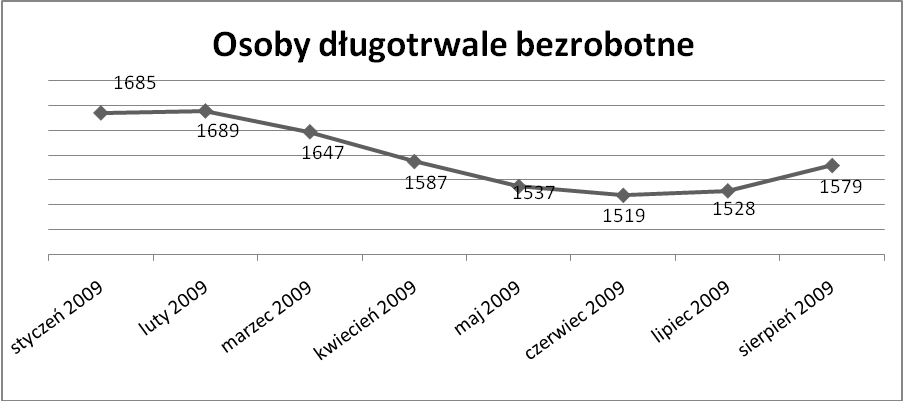 Osoby długotrwale bezrobotne
1685
1689
1647
1587
1537
1519
1528
1579
styczeń 2009
luty 2009
marzec 2009
kwiecień 2009
maj 2009
czerwiec 2009
lipiec 2009
sierpień 2009